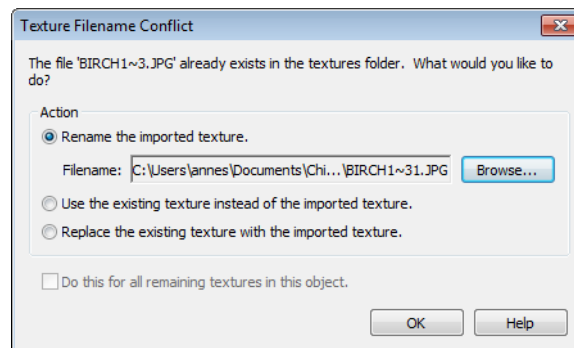 Texture Filename Conflict
The file 'BIRCH1~3.JPG' already exists in the textures folder. What would you like to
do?
Action
Rename the imported texture.
Filename: C:\Users\annes\Documents\Chi...\BIRCH1~31.JPG Browse...
Use the existing texture instead of the imported texture.
Replace the existing texture with the imported texture.
Do this for all remaining textures in this object.
OK Help